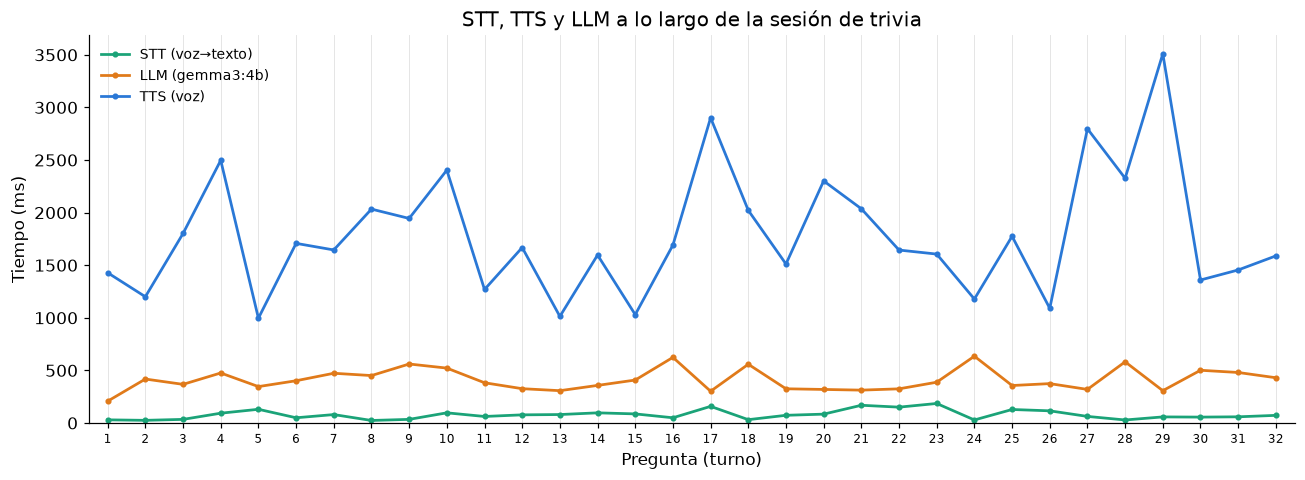 STT, TTS y LLM a lo largo de la sesión de trivia
STT (voz→texto)
LLM (gemma3:4b)
TTS (voz)
Tiempo (ms)
3500
3000
2500
2000
1500
1000
500
0
1 2 3 4 5 6 7 8 9 10 11 12 13 14 15 16 17 18 19 20 21 22 23 24 25 26 27 28 29 30 31 32
Pregunta (turno)